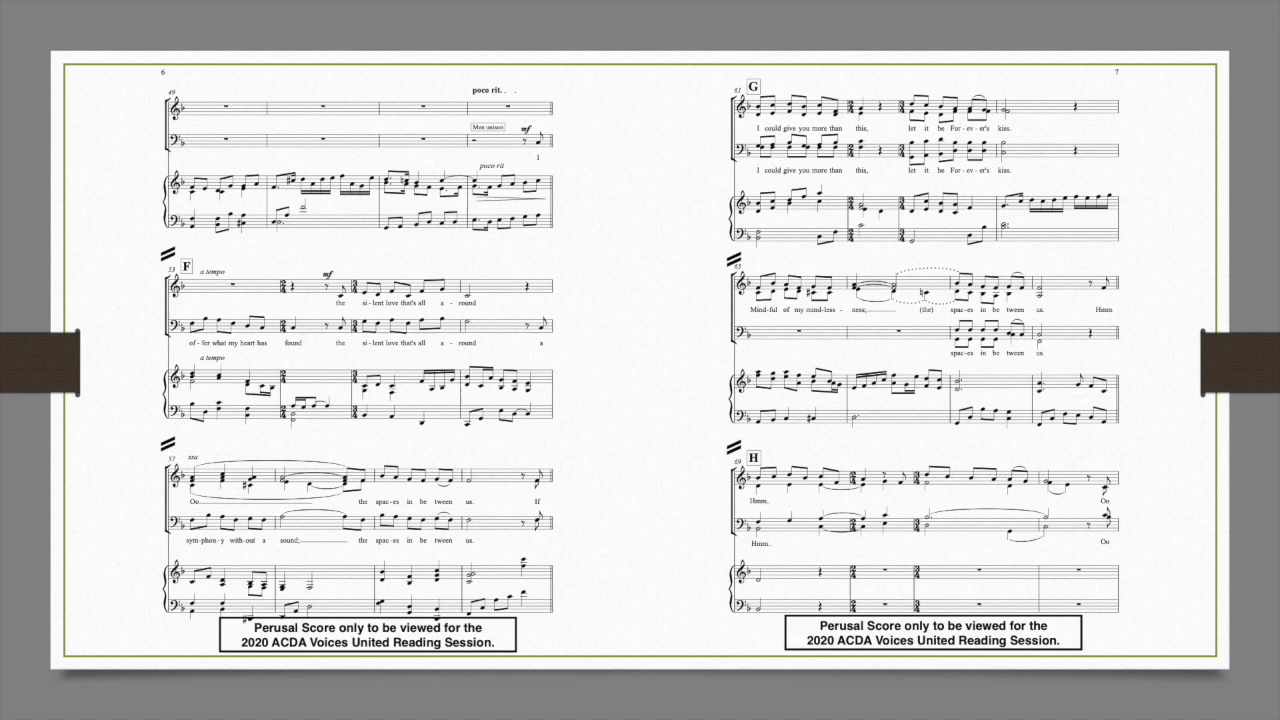 6
49
poco rit. . .
Men unison
mf
I
poco rit
53
F
a tempo
mf
the si - lent love that's all a - round
of - fer what my heart has found the si - lent love that's all a - round a
a tempo
57
Oo the spac-es in be tween us. If
sym-phon-y with-out a sound; the spac-es in be tween us.
Perusal Score only to be viewed for the
2020 ACDA Voices United Reading Session.
7
61
G
I could give you more than this, let it be For - ev - er's kiss.
I could give you more than this, let it be For - ev - er's kiss.
65
Mind-ful of my mind-less - ness; (the) spac-es in be tween us. Hmm
spac-es in be tween us.
69
H
Hmm. Oo
Hmm.. Oo
Perusal Score only to be viewed for the
2020 ACDA Voices United Reading Session.